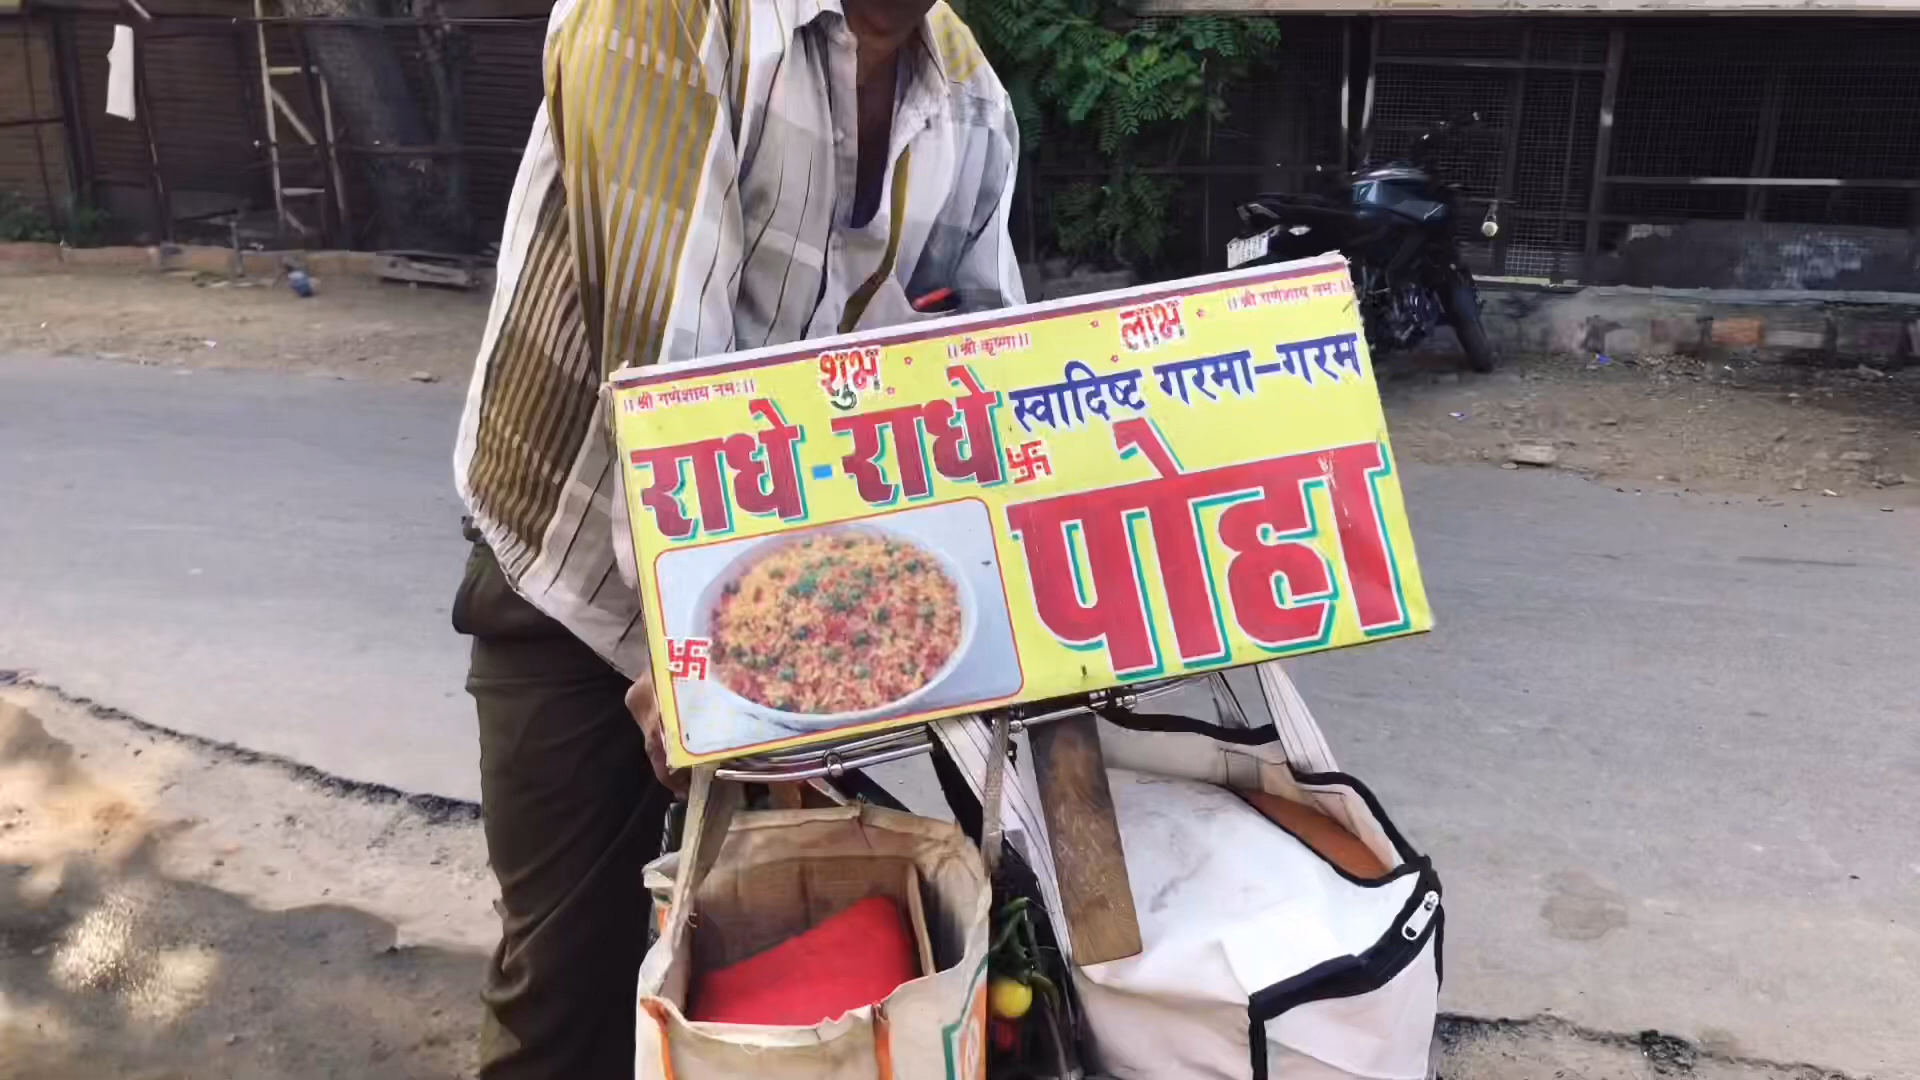 शुभ
।।श्री कृष्णा।।
लाभ
।।श्री गणेशाय नमः।।
।।श्री गणेशाय नमः।।
राधे-राधे
स्वादिष्ट गरमा-गरम
पोहा